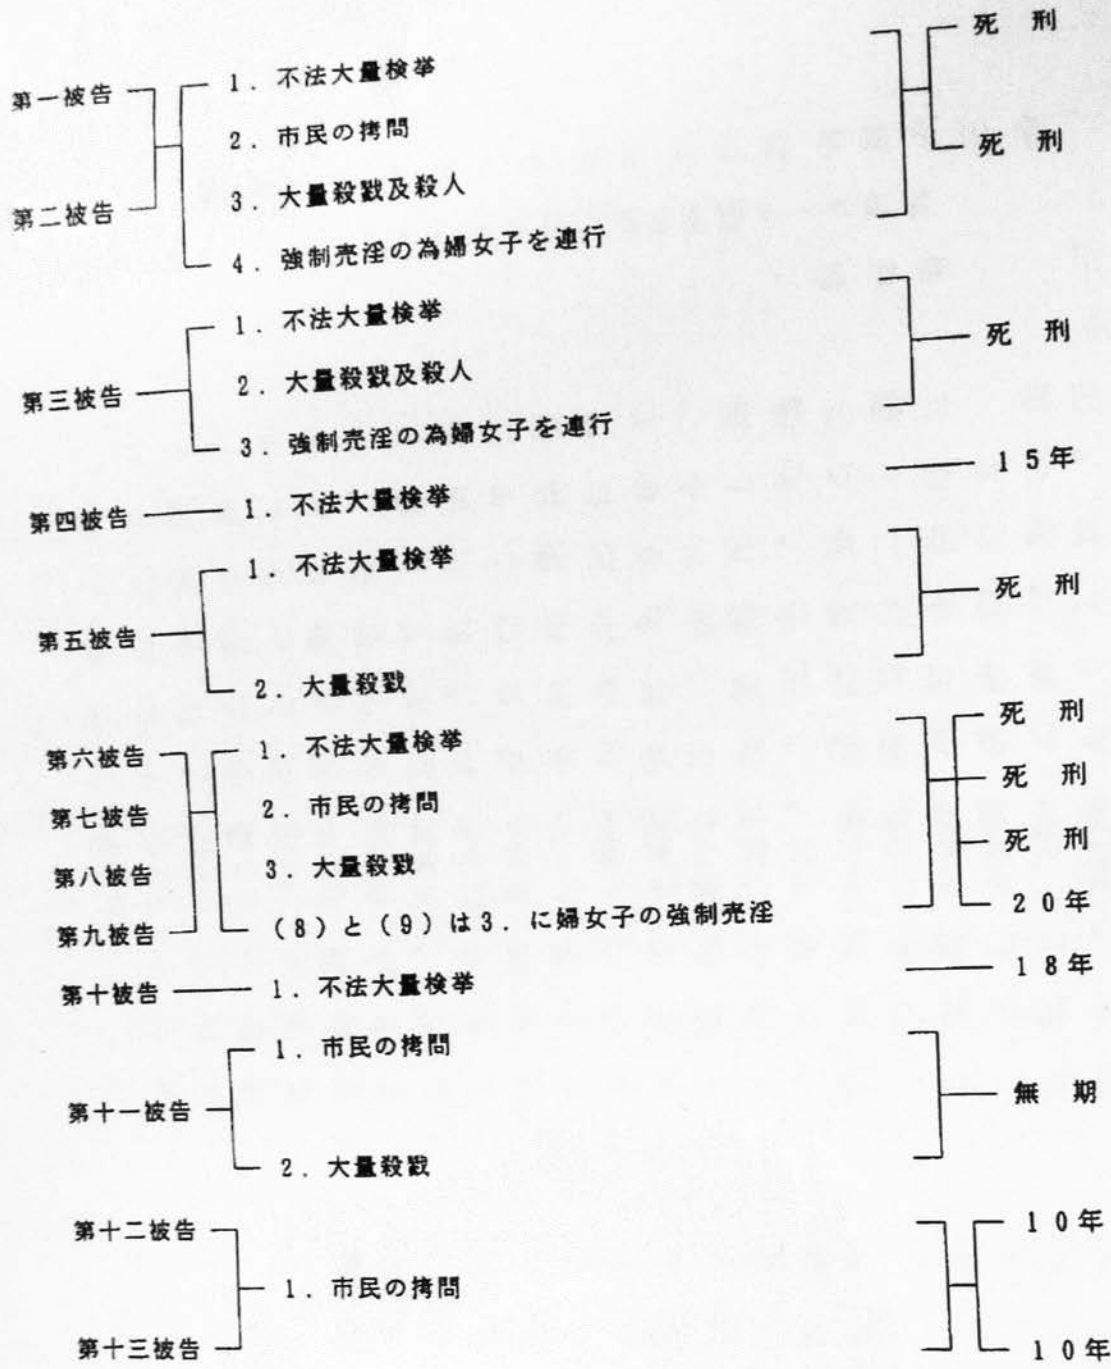 第一被告
第二被告
1. 不法大量検挙
2. 市民の拷問
3. 大量殺戮及殺人
4. 強制売淫の為婦女子を連行
死 刑
死 刑
第三被告
1. 不法大量検挙
2. 大量殺戮及殺人
3. 強制売淫の為婦女子を連行
死 刑
第四被告
1. 不法大量検挙
15年
第五被告
1. 不法大量検挙
2. 大量殺戮
死 刑
第六被告
第七被告
第八被告
第九被告
1. 不法大量検挙
2. 市民の拷問
3. 大量殺戮
(8)と(9)は3. に婦女子の強制売淫
死 刑
死 刑
死 刑
20年
第十被告
1. 不法大量検挙
18年
第十一被告
1. 市民の拷問
2. 大量殺戮
無 期
第十二被告
第十三被告
1. 市民の拷問
10年
10年